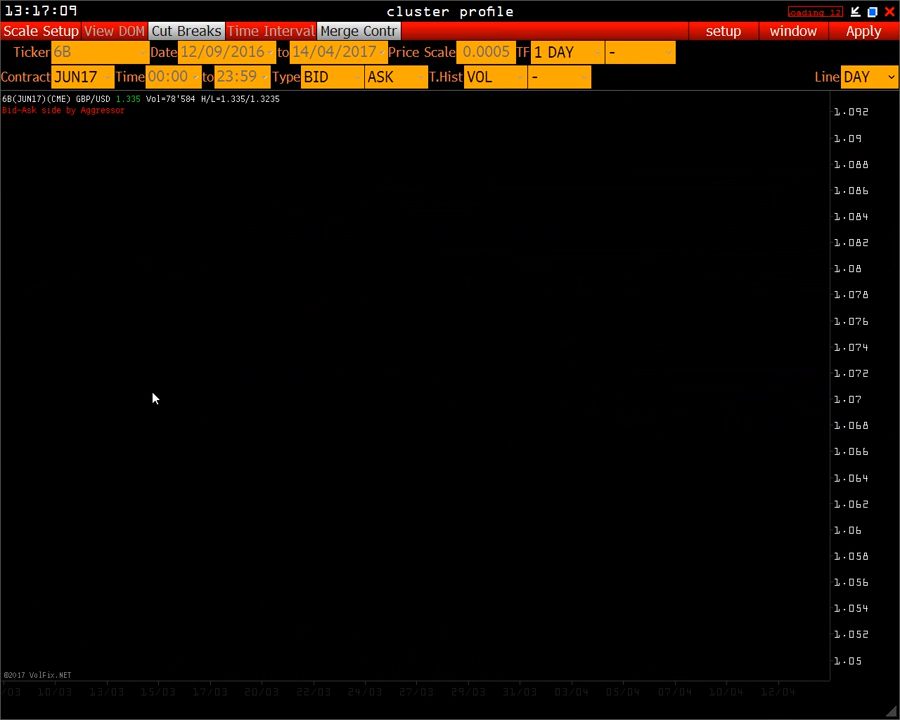 13:17:09 cluster profile oading 12
Scale Setup View DOM Cut Breaks Time Interval Merge Contr setup window Apply
Ticker 6B Date 12/09/2016 to 14/04/2017 Price Scale 0.0005 TF 1 DAY -
Contract JUN17 Time 00:00 to 23:59 Type BID ASK T.Hist VOL - Line DAY
6B(JUN17)(CME) GBP/USD 1.335 Vol=78'584 H/L=1.335/1.3235
Bid-Ask side by Aggressor
1.092
1.09
1.088
1.086
1.084
1.082
1.08
1.078
1.076
1.074
1.072
1.07
1.068
1.066
1.064
1.062
1.06
1.058
1.056
1.054
1.052
1.05
©2017 VolFix.NET
/03 10/03 13/03 15/03 17/03 20/03 22/03 24/03 27/03 29/03 31/03 03/04 05/04 07/04 10/04 12/04